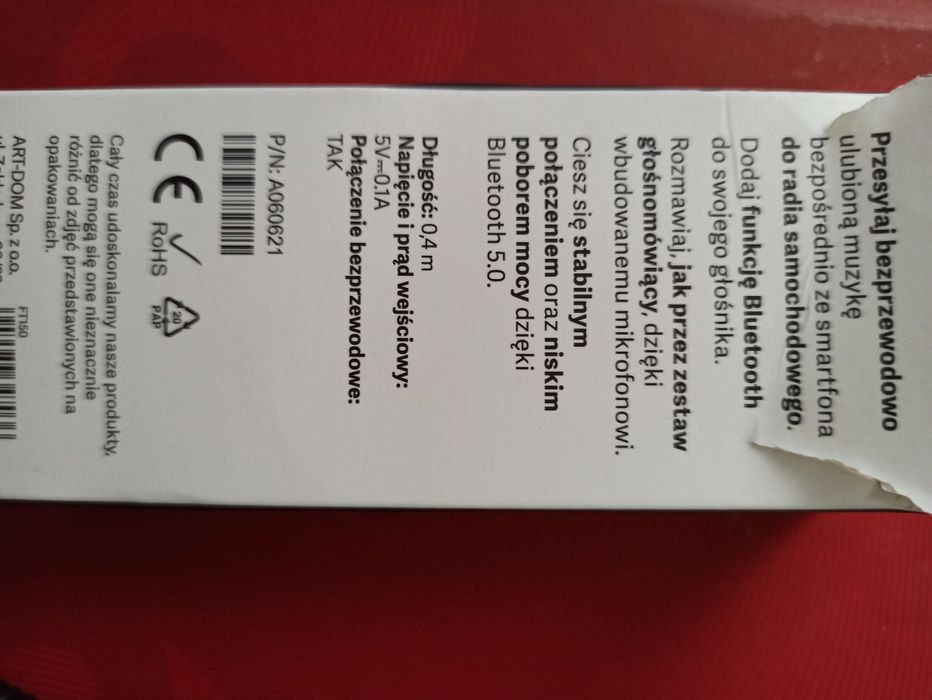 Przesyłaj bezprzewodowo
ulubioną muzykę
bezpośrednio ze smartfona
do radia samochodowego.
Dodaj funkcję Bluetooth
do swojego głośnika.
Rozmawiaj, jak przez zestaw
głośnomówiący, dzięki
wbudowanemu mikrofonowi.
Ciesz się stabilnym
połączeniem oraz niskim
poborem mocy dzięki
Bluetooth 5.0.
Długość: 0,4 m
Napięcie i prąd wejściowy:
5V⎓0.1A
Połączenie bezprzewodowe:
TAK
P/N: A060621
CE RoHS 20 PAP
Cały czas udoskonalamy nasze produkty,
dlatego mogą się one nieznacznie
różnić od zdjęć przedstawionych na
opakowaniach.
ART-DOM Sp. z o.o.
FT150